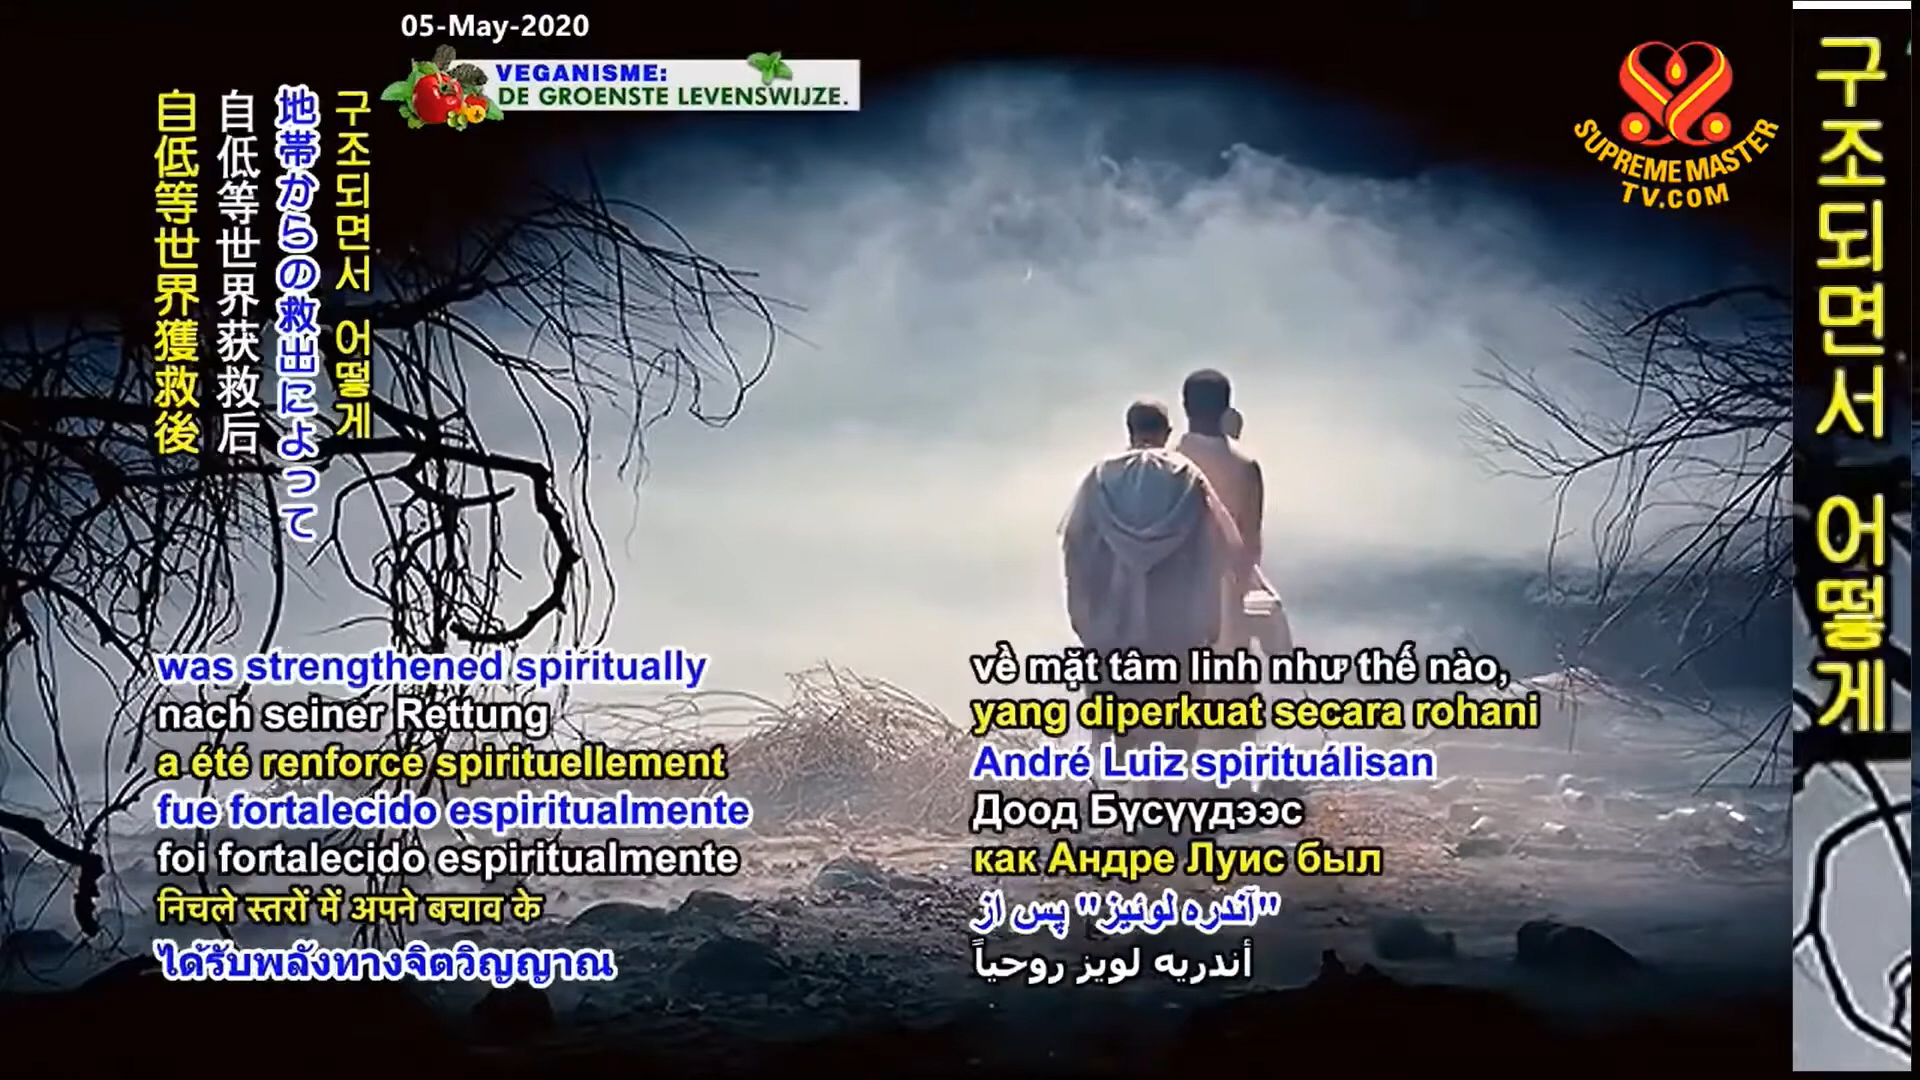 05-May-2020
VEGANISME:
DE GROENSTE LEVENSWIJZE.
SUPREME MASTER
TV.COM
구조되면서 어떻게
地帯からの救出によって
自低等世界获救后
自低等世界獲救後
was strengthened spiritually
nach seiner Rettung
a été renforcé spirituellement
fue fortalecido espiritualmente
foi fortalecido espiritualmente
निचले स्तरों में अपने बचाव के
ได้รับพลังทางจิตวิญญาณ
về mặt tâm linh như thế nào,
yang diperkuat secara rohani
André Luiz spirituálisan
Доод Бүсүүдээс
как Андре Луис был
"آندره لوئیز" پس از
أندريه لويز روحياً
구조되면서 어떻게